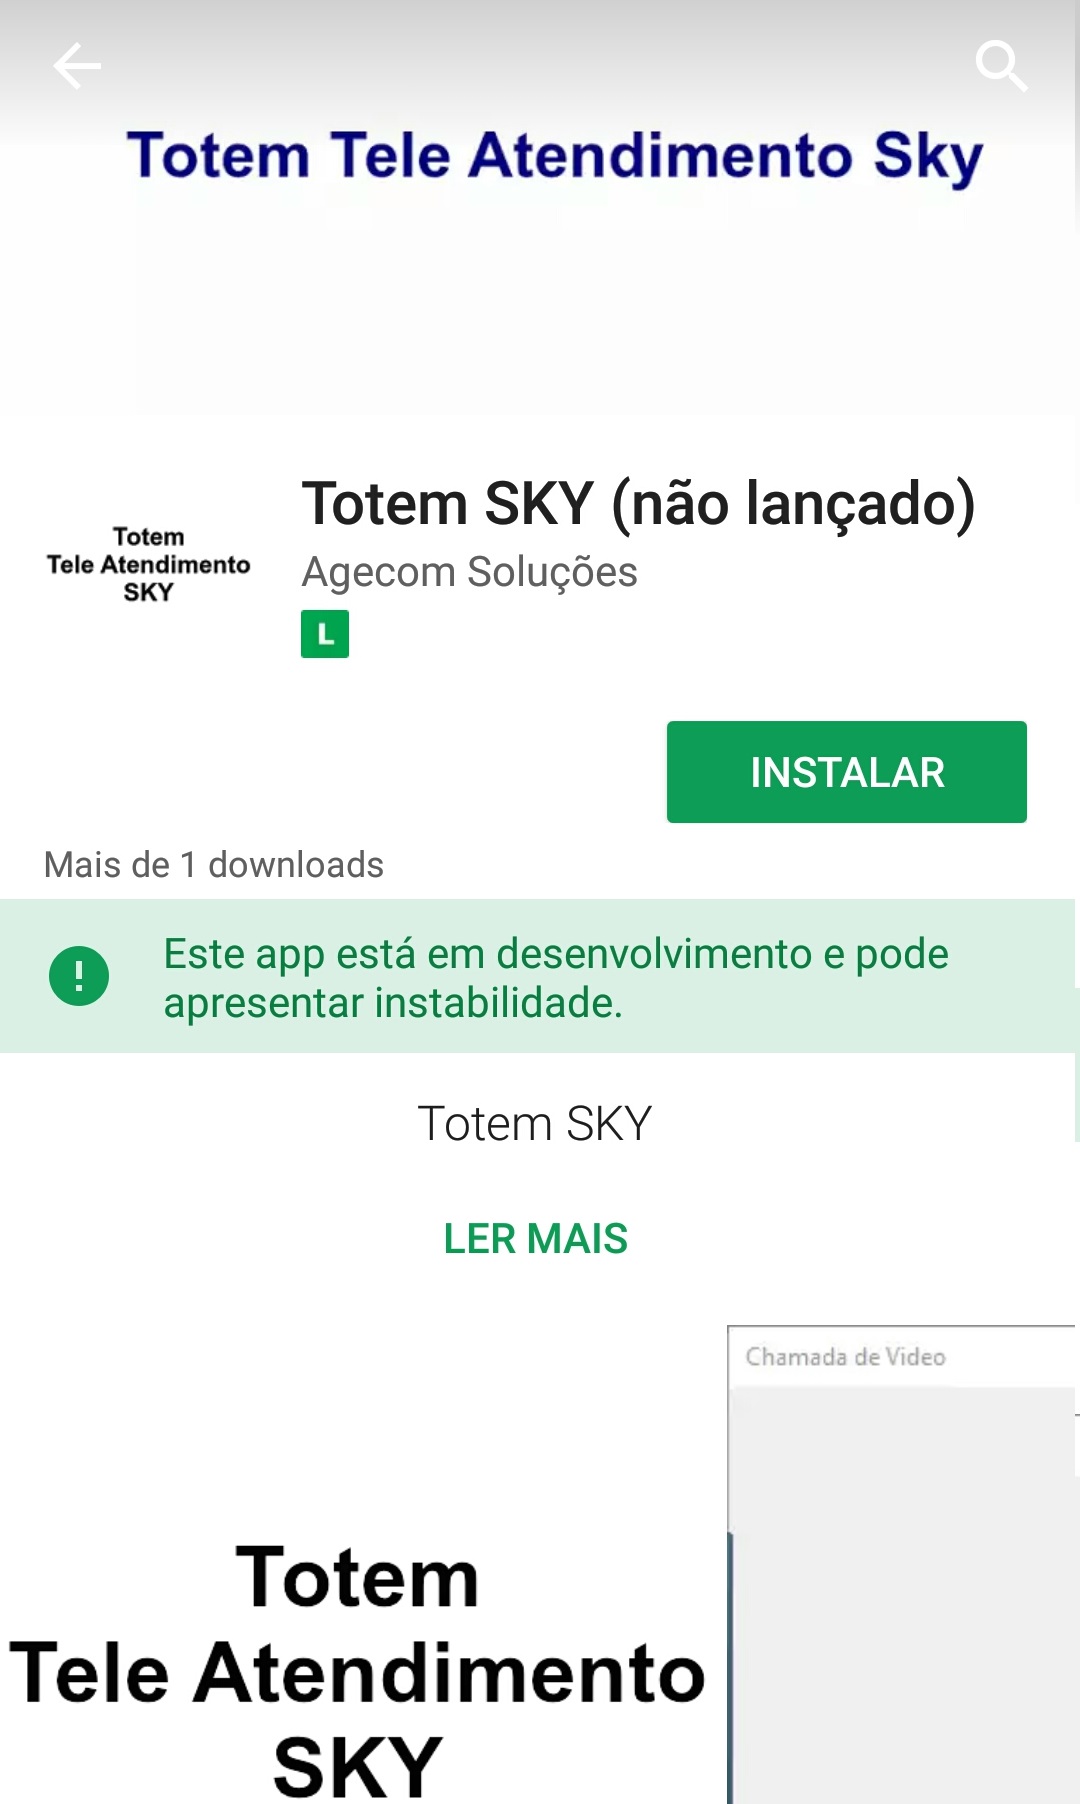 Totem Tele Atendimento Sky
Totem
Tele Atendimento
SKY
Totem SKY (não lançado)
Agecom Soluções
L
INSTALAR
Mais de 1 downloads
Este app está em desenvolvimento e pode
apresentar instabilidade.
Totem SKY
LER MAIS
Chamada de Video
Totem
Tele Atendimento
SKY